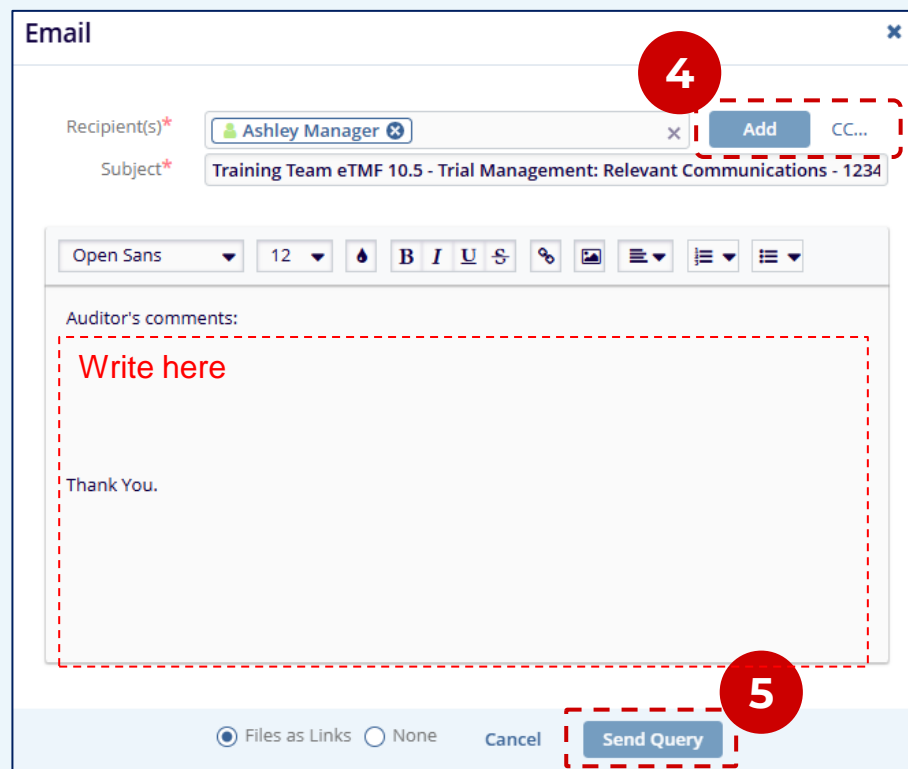 Email
4
Recipient(s)* Ashley Manager Add CC...
Subject* Training Team eTMF 10.5 - Trial Management: Relevant Communications - 1234
Open Sans 12 B I U S
Auditor's comments:
Write here
Thank You.
5
Files as Links None Cancel Send Query